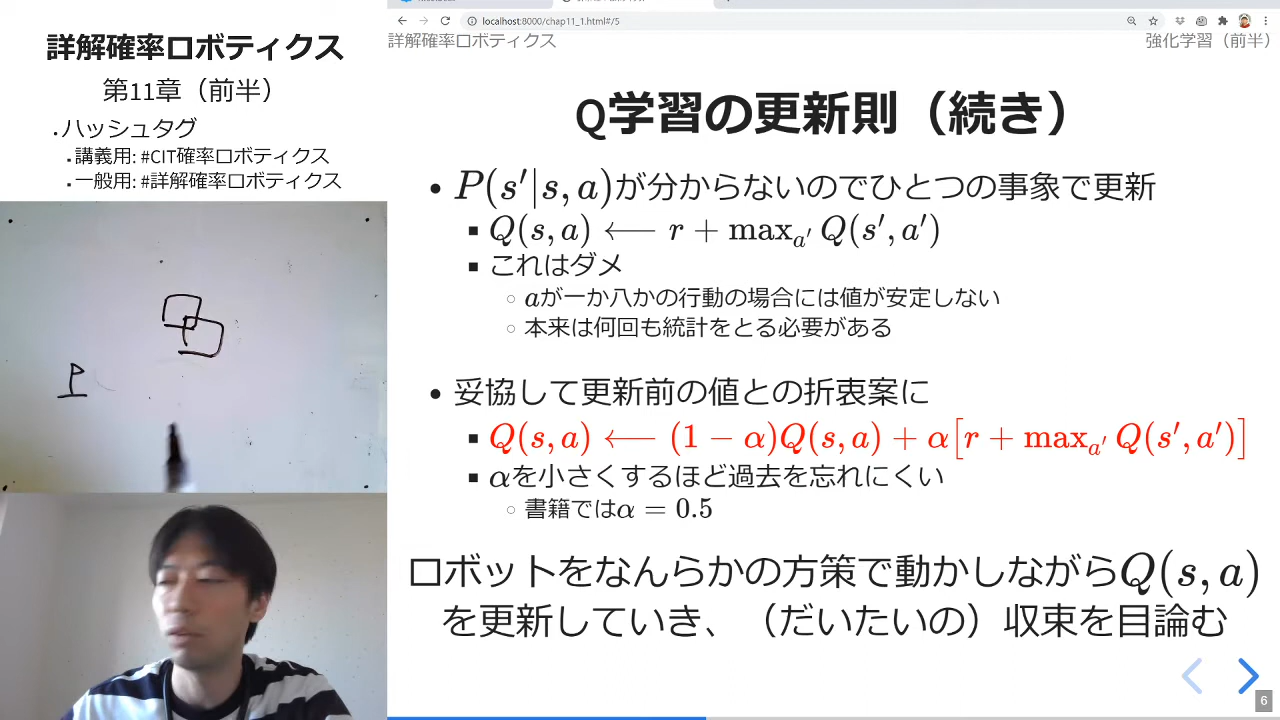 詳解確率ロボティクス
第11章（前半）
ハッシュタグ
講義用: #CIT確率ロボティクス
一般用: #詳解確率ロボティクス
P
localhost:8000/chap11_1.html#/5
詳解確率ロボティクス
強化学習（前半）
Q学習の更新則（続き）
P(s′|s, a)が分からないのでひとつの事象で更新
Q(s, a) ⟵ r + max_{a′} Q(s′, a′)
これはダメ
aが一か八かの行動の場合には値が安定しない
本来は何回も統計をとる必要がある
妥協して更新前の値との折衷案に
Q(s, a) ⟵ (1 − α)Q(s, a) + α[r + max_{a′} Q(s′, a′)]
αを小さくするほど過去を忘れにくい
書籍ではα = 0.5
ロボットをなんらかの方策で動かしながらQ(s, a)
を更新していき、（だいたいの）収束を目論む
6